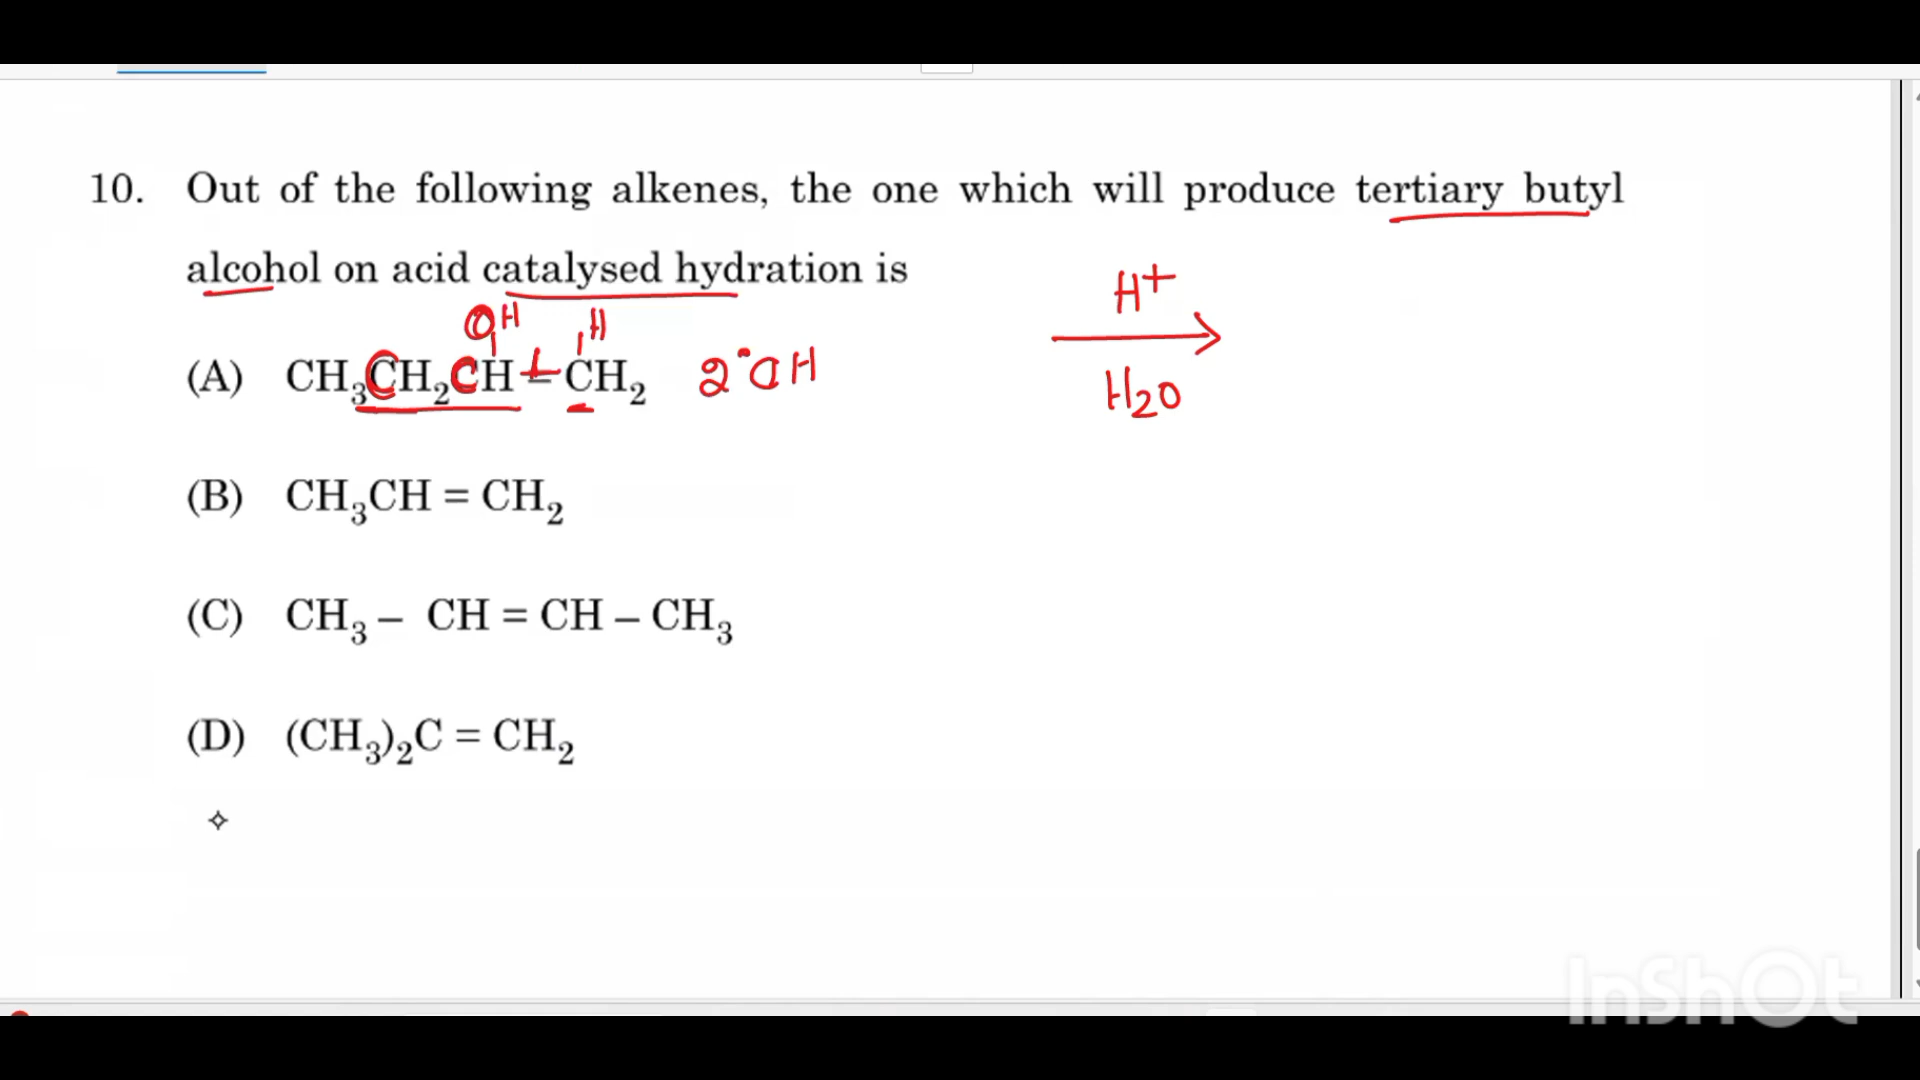 10. Out of the following alkenes, the one which will produce tertiary butyl
alcohol on acid catalysed hydration is
H+
H₂O
OH H
(A) CH₃CH₂CH = CH₂ 2°OH
(B) CH₃CH = CH₂
(C) CH₃ – CH = CH – CH₃
(D) (CH₃)₂C = CH₂
InShOt